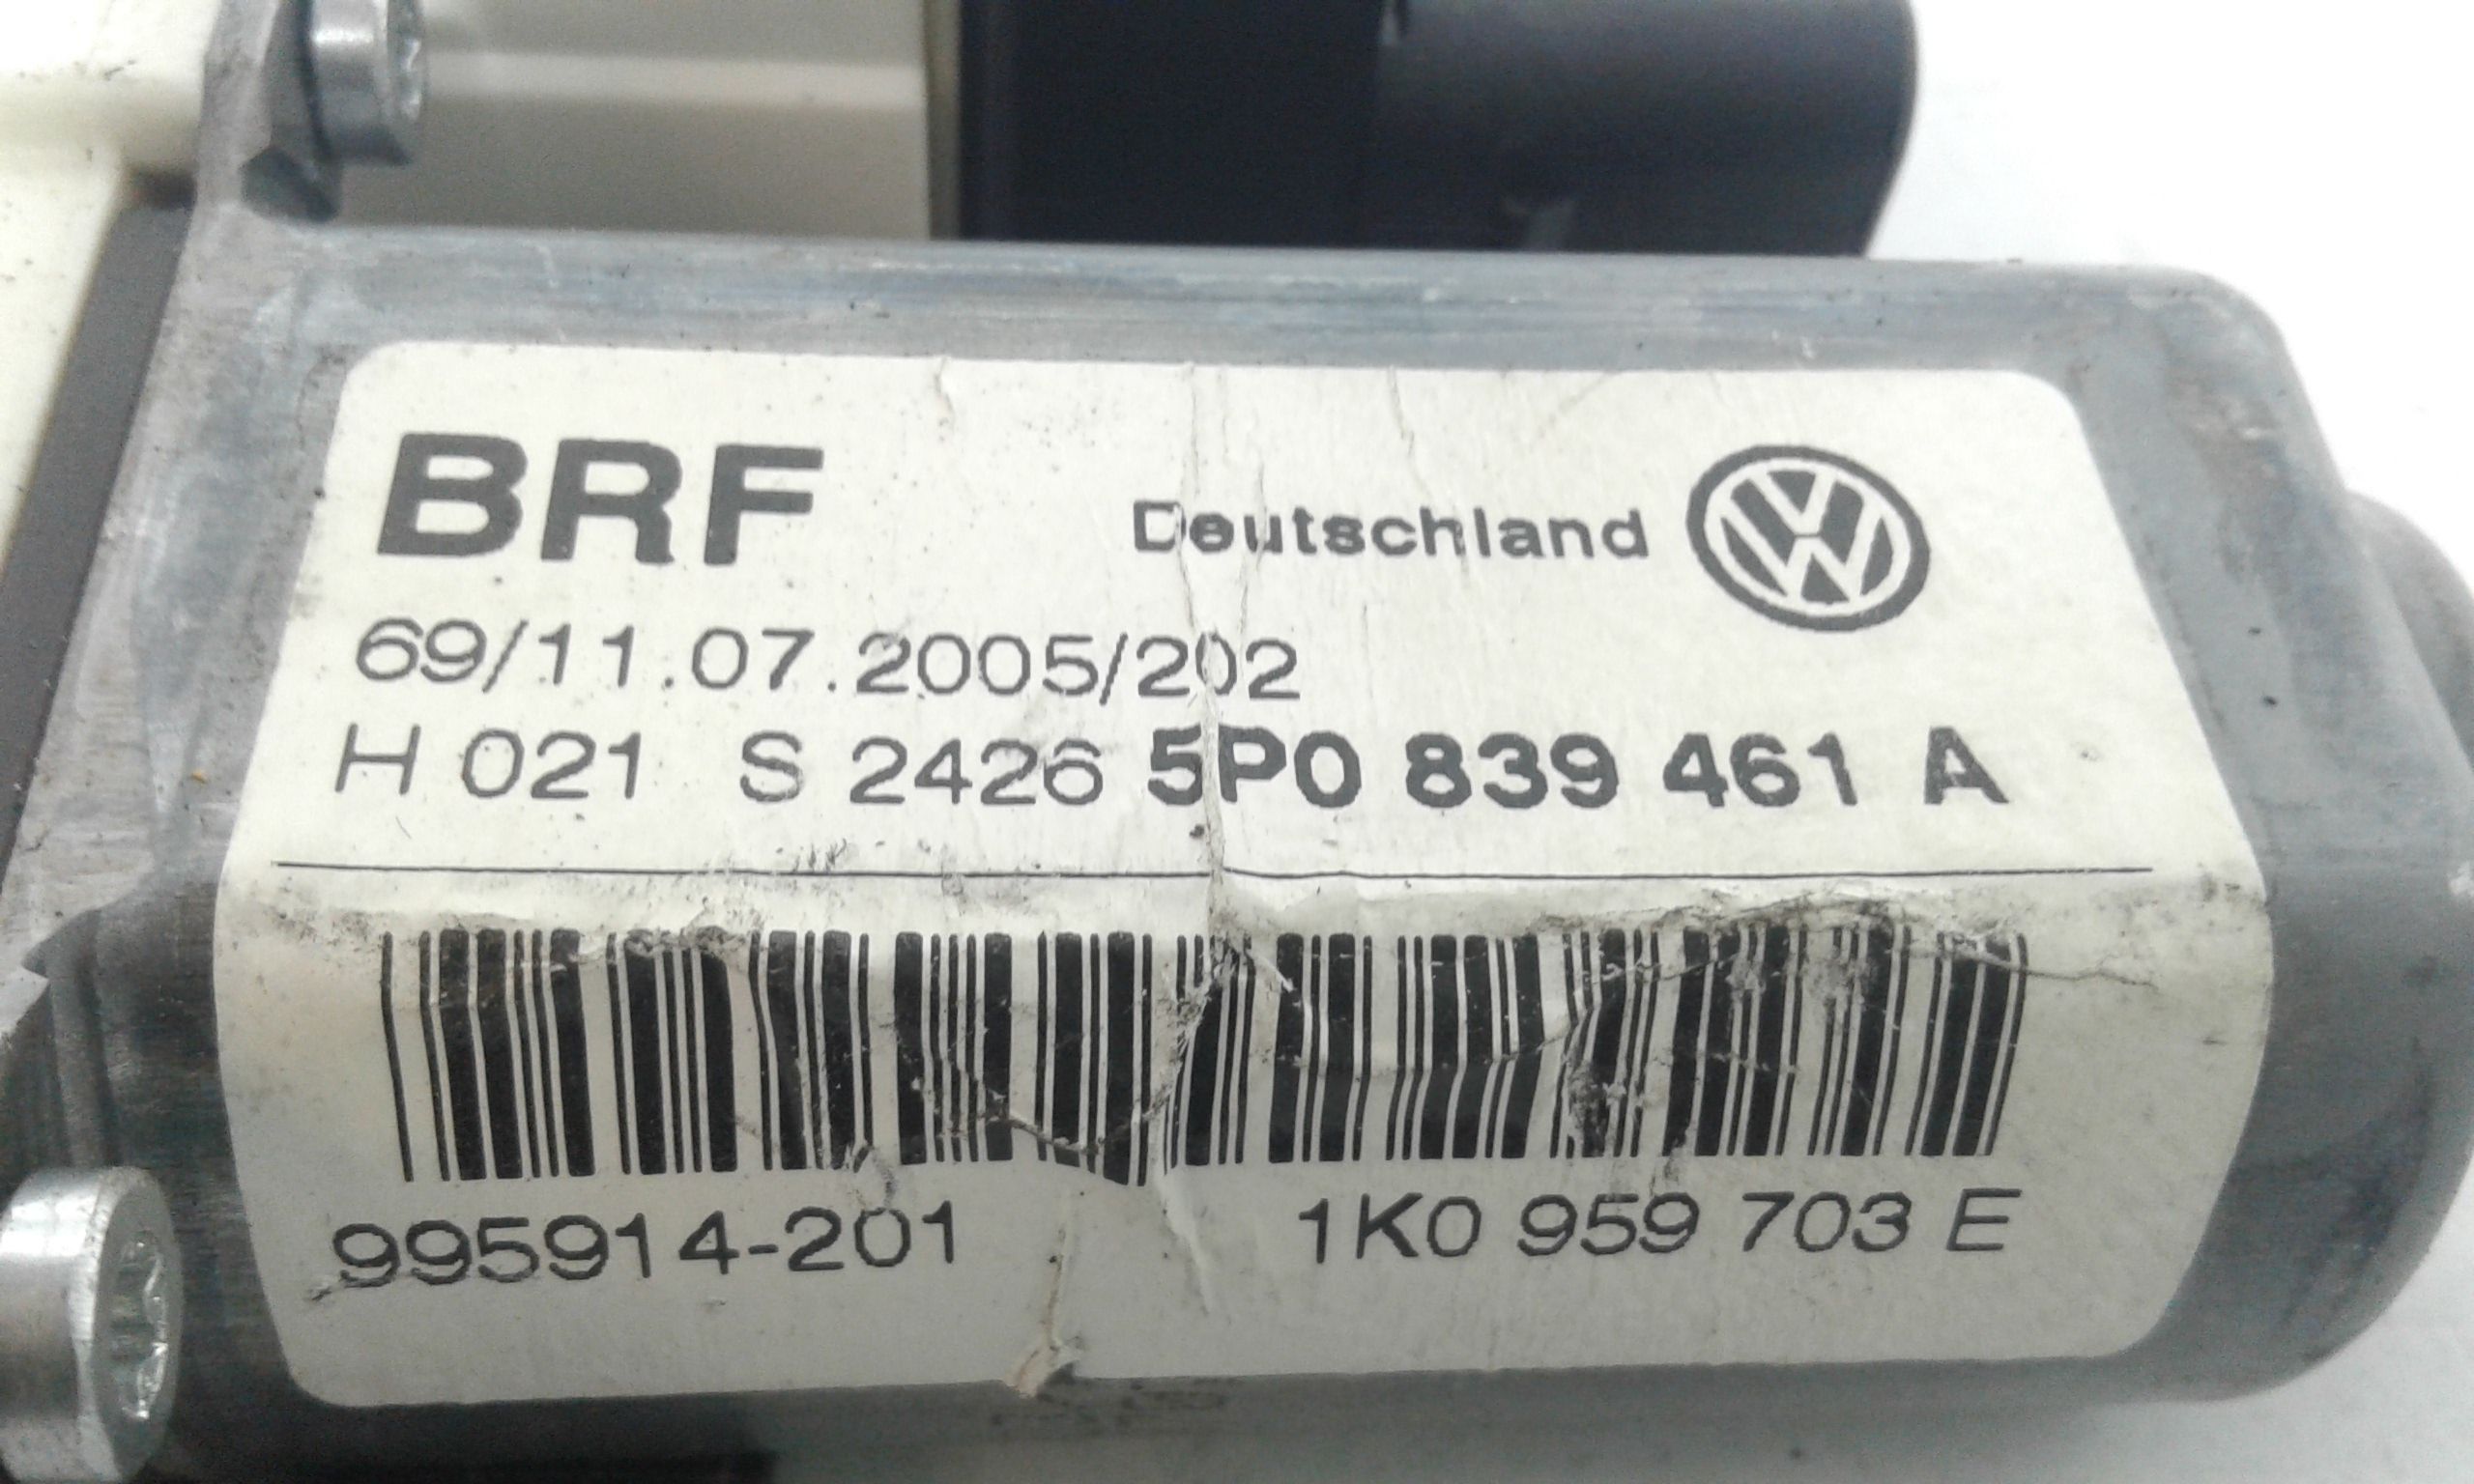 BRF
Deutschland
69/11.07.2005/202
H 021 S 2426 5P0 839 461 A
995914-201 1K0 959 703 E